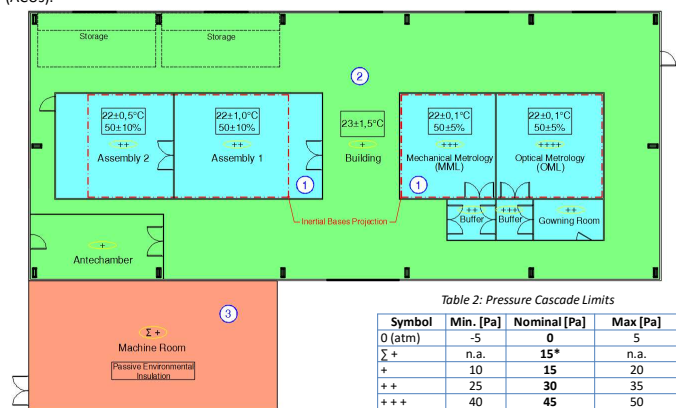 (ACUs).
Storage
Storage
2
22±0,5°C
50±10%
++
Assembly 2
22±1,0°C
50±10%
++
Assembly 1
1
23±1,5°C
+
Building
22±0,1°C
50±5%
+++
Mechanical Metrology
(MML)
1
22±0,1°C
50±5%
++++
Optical Metrology
(OML)
Inertial Bases Projection
++
Buffer
+++
Buffer
++
Gowning Room
+
Antechamber
3
Σ +
Machine Room
Passive Environmental
Insulation
Table 2: Pressure Cascade Limits
Symbol Min. [Pa] Nominal [Pa] Max [Pa]
0 (atm) -5 0 5
∑ + n.a. 15* n.a.
+ 10 15 20
+ + 25 30 35
+ + + 40 45 50